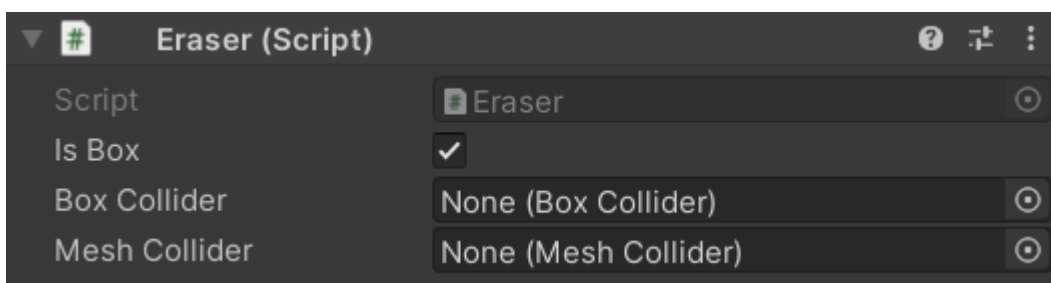 # Eraser (Script)
Script # Eraser
Is Box
Box Collider None (Box Collider)
Mesh Collider None (Mesh Collider)